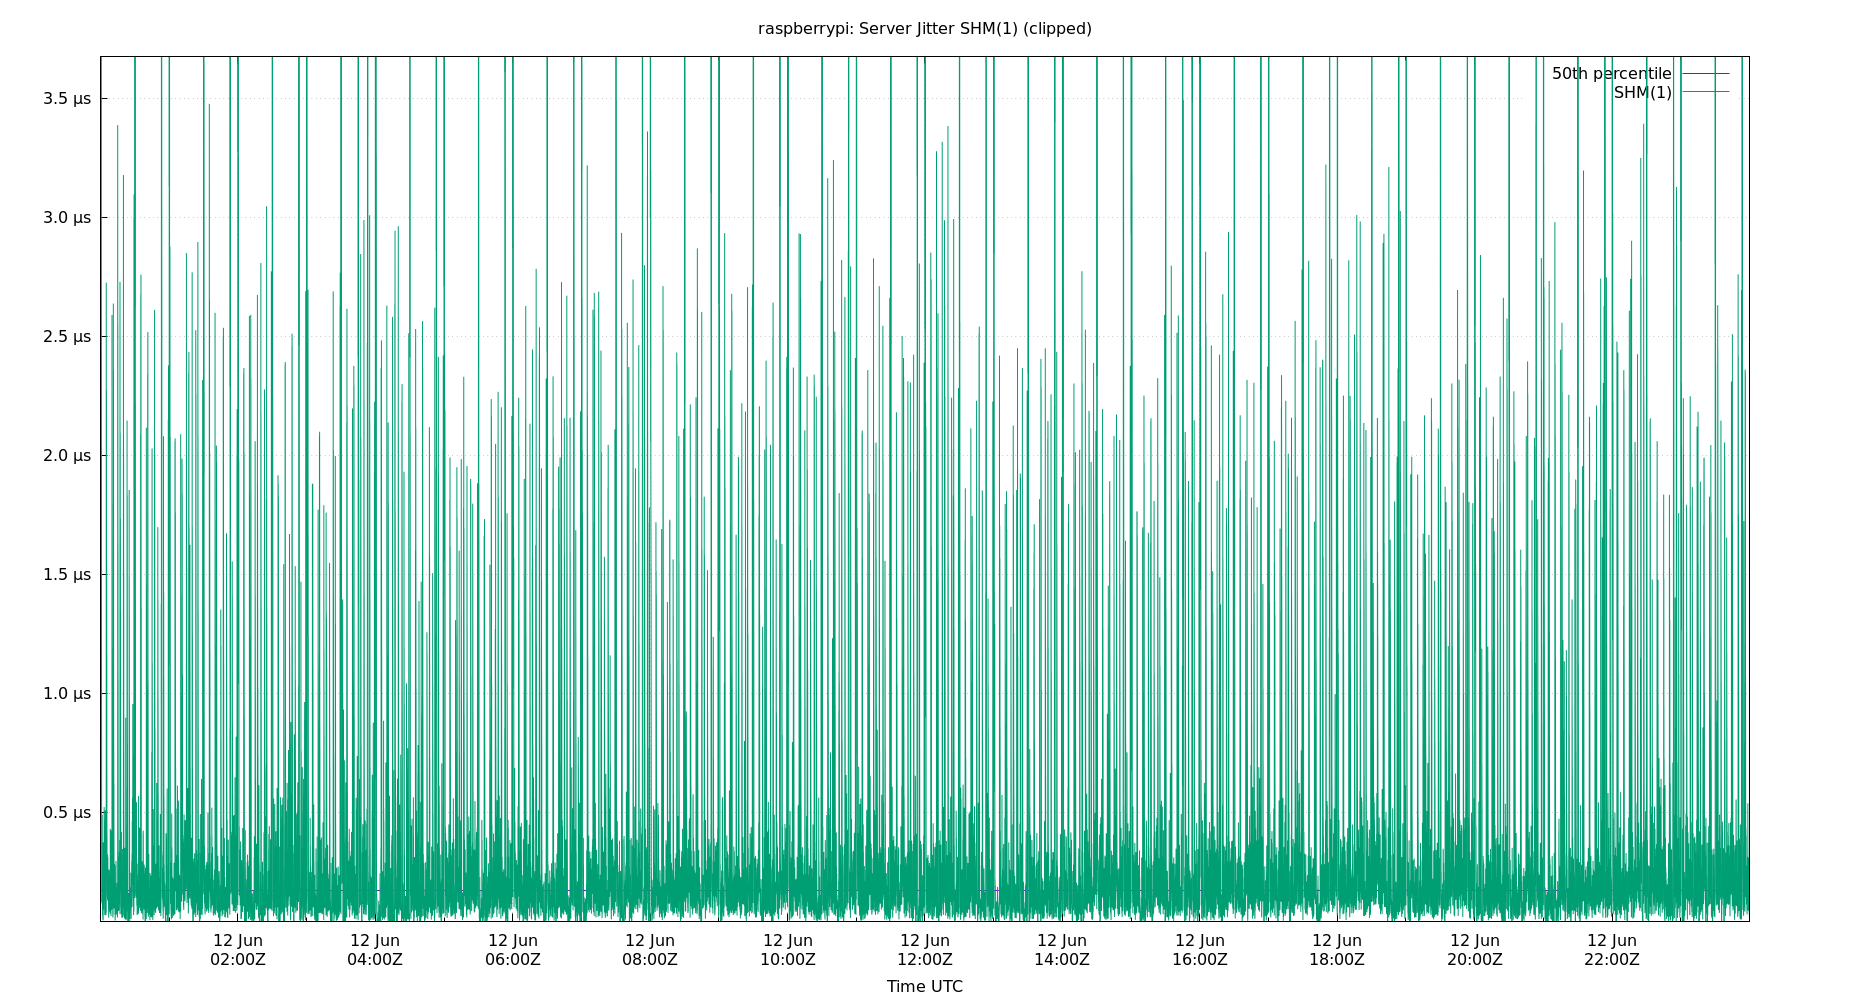 raspberrypi: Server Jitter SHM(1) (clipped)
50th percentile
SHM(1)
3.5 µs
3.0 µs
2.5 µs
2.0 µs
1.5 µs
1.0 µs
0.5 µs
12 Jun 12 Jun 12 Jun 12 Jun 12 Jun 12 Jun 12 Jun 12 Jun 12 Jun 12 Jun 12 Jun
02:00Z 04:00Z 06:00Z 08:00Z 10:00Z 12:00Z 14:00Z 16:00Z 18:00Z 20:00Z 22:00Z
Time UTC